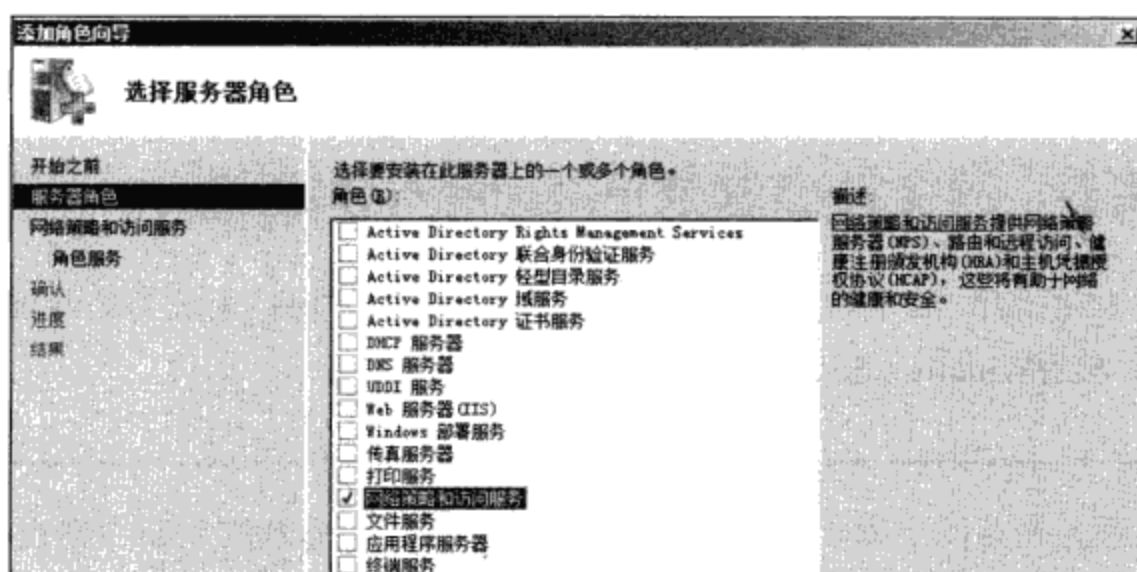 添加角色向导
选择服务器角色
开始之前
服务器角色
网络策略和访问服务
角色服务
确认
进度
结果
选择要安装在此服务器上的一个或多个角色。
角色(R):
Active Directory Rights Management Services
Active Directory 联合身份验证服务
Active Directory 轻型目录服务
Active Directory 域服务
Active Directory 证书服务
DHCP 服务器
DNS 服务器
UDDI 服务
Web 服务器(IIS)
Windows 部署服务
传真服务器
打印服务
网络策略和访问服务
文件服务
应用程序服务器
终端服务
描述:
网络策略和访问服务提供网络策略
服务器(NPS)、路由和远程访问、健
康注册颁发机构(HRA)和主机凭据授
权协议(HCAP)，这些将有助于网络
的健康和安全。